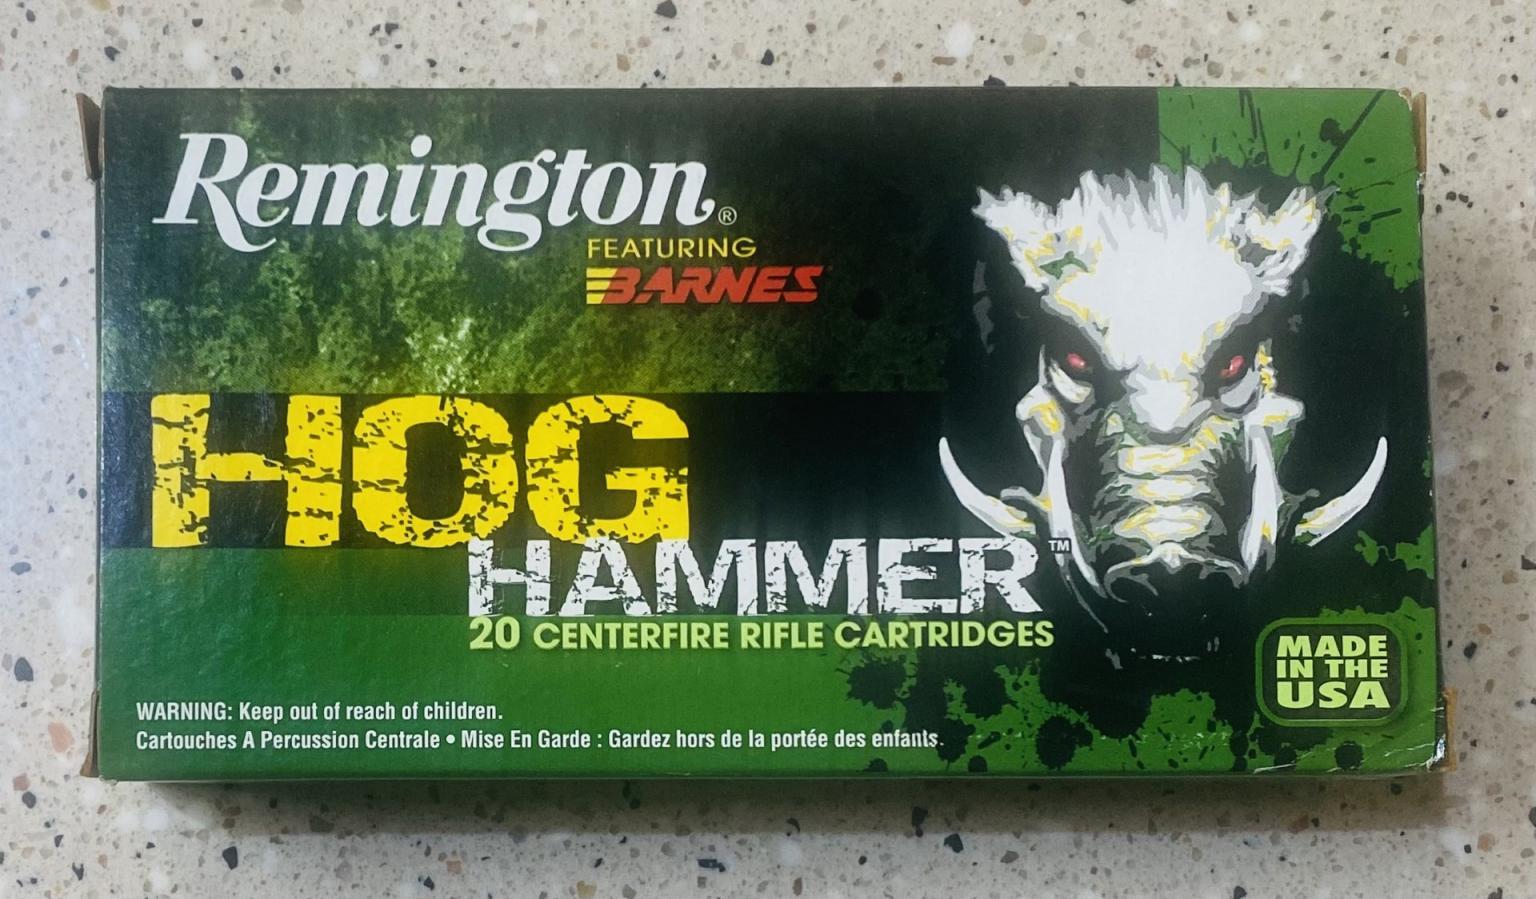 Remington®
FEATURING
BARNES
HOG
HAMMER™
20 CENTERFIRE RIFLE CARTRIDGES
MADE
IN THE
USA
WARNING: Keep out of reach of children.
Cartouches A Percussion Centrale • Mise En Garde : Gardez hors de la portée des enfants.